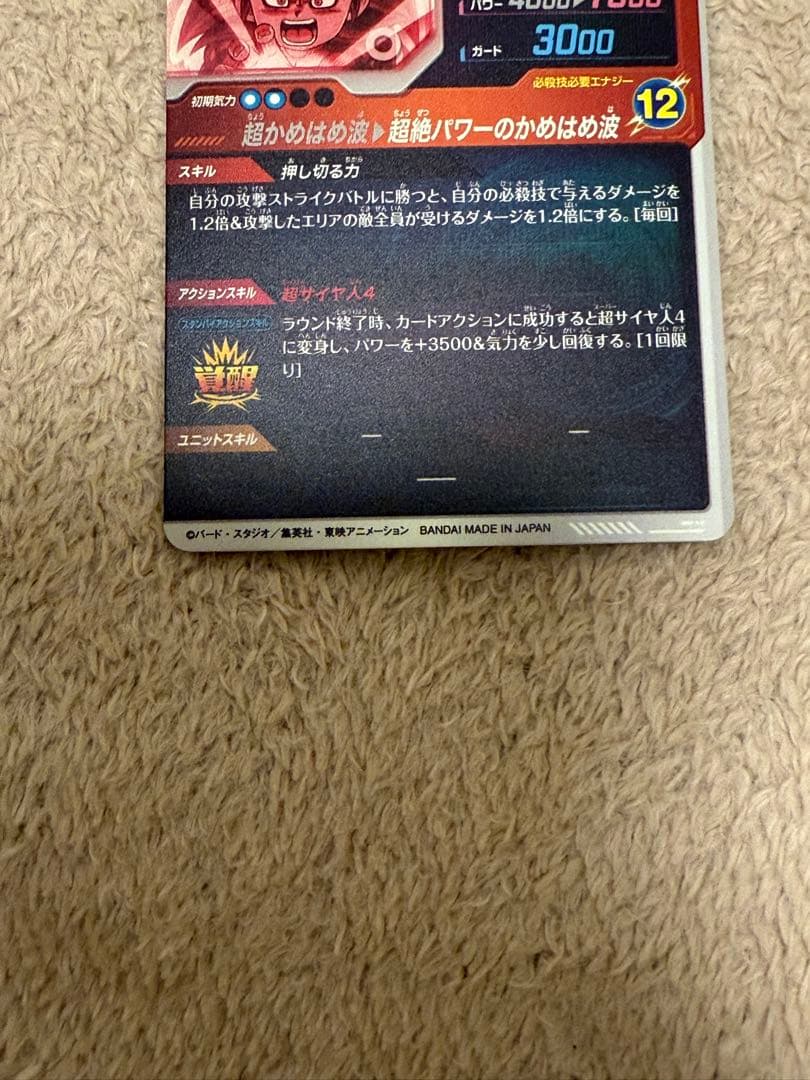 パワー
ガード 3000
必殺技必要エナジー
12
初期気力
超かめはめ波▶超絶パワーのかめはめ波
スキル 押し切る力
自分の攻撃ストライクバトルに勝つと、自分の必殺技で与えるダメージを
1.2倍&攻撃したエリアの敵全員が受けるダメージを1.2倍にする。[毎回]
アクションスキル 超サイヤ人4
スタンバイアクションスキル
覚醒
ラウンド終了時、カードアクションに成功すると超サイヤ人4
に変身し、パワーを+3500&気力を少し回復する。[1回限
り]
ユニットスキル — —
—
©バード・スタジオ／集英社・東映アニメーション BANDAI MADE IN JAPAN